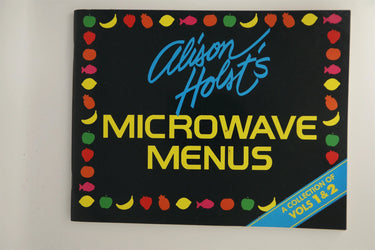 Alison
Holst's
MICROWAVE
MENUS
A COLLECTION OF
VOLS 1 & 2